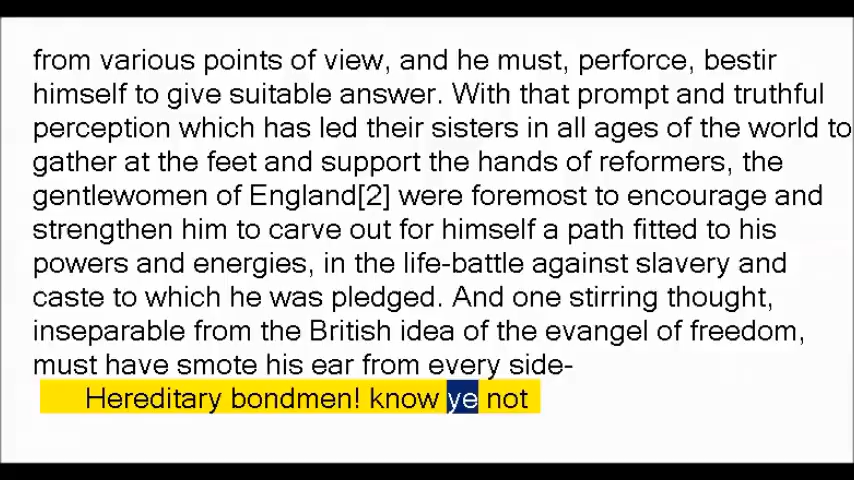 from various points of view, and he must, perforce, bestir
himself to give suitable answer. With that prompt and truthful
perception which has led their sisters in all ages of the world to
gather at the feet and support the hands of reformers, the
gentlewomen of England[2] were foremost to encourage and
strengthen him to carve out for himself a path fitted to his
powers and energies, in the life-battle against slavery and
caste to which he was pledged. And one stirring thought,
inseparable from the British idea of the evangel of freedom,
must have smote his ear from every side-
Hereditary bondmen! know ye not